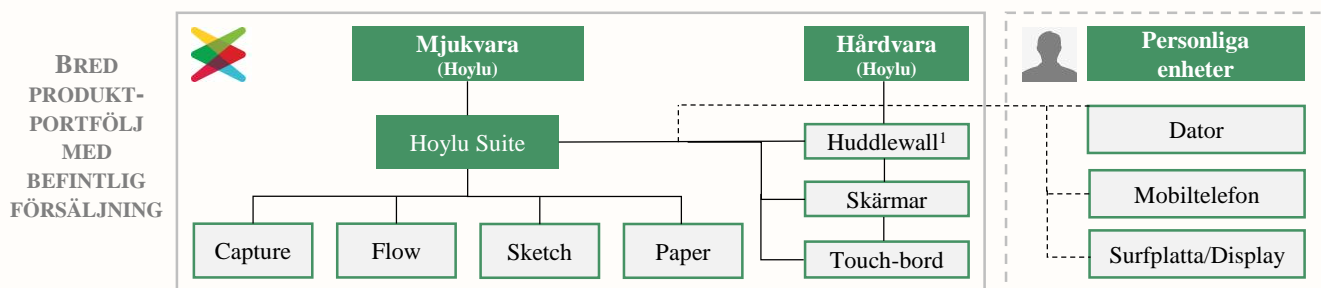 BRED
PRODUKT-
PORTFÖLJ
MED
BEFINTLIG
FÖRSÄLJNING
Mjukvara
(Hoylu)
Hoylu Suite
Capture
Flow
Sketch
Paper
Hårdvara
(Hoylu)
Huddlewall¹
Skärmar
Touch-bord
Personliga
enheter
Dator
Mobiltelefon
Surfplatta/Display